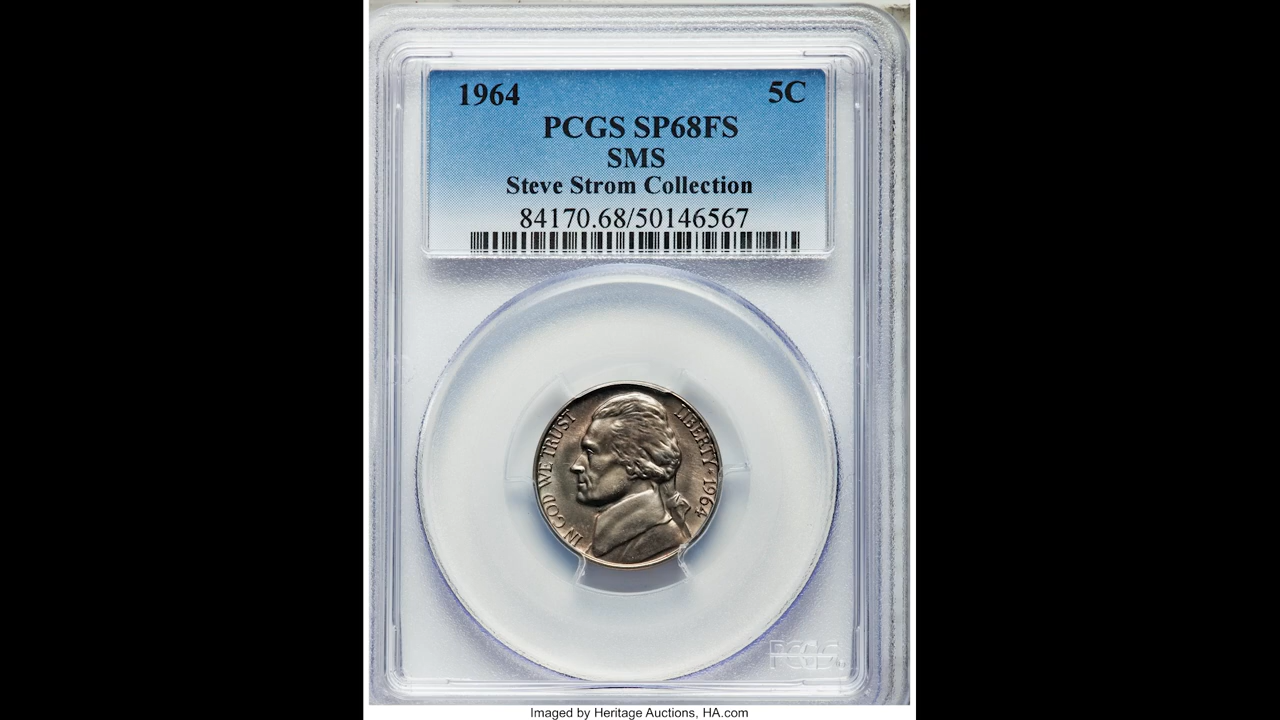 1964 5C
PCGS SP68FS
SMS
Steve Strom Collection
84170.68/50146567
IN GOD WE TRUST
LIBERTY 1964
PCGS
Imaged by Heritage Auctions, HA.com